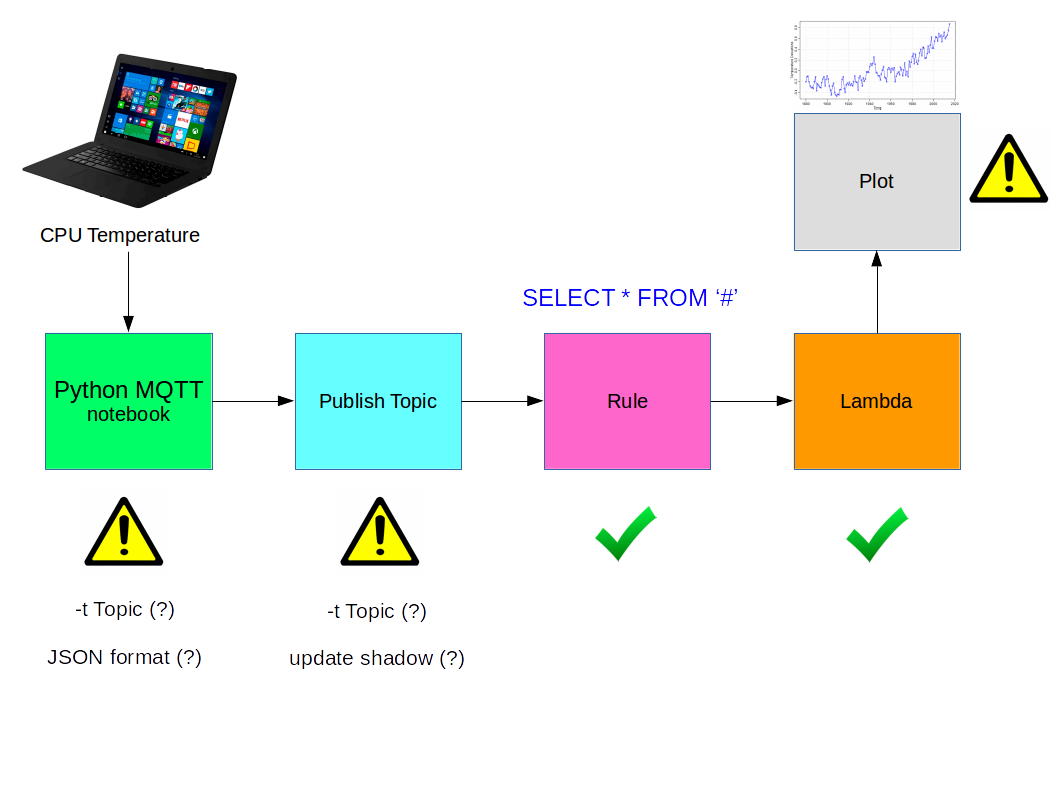 Plot
CPU Temperature
SELECT * FROM ‘#’
Python MQTT
notebook
Publish Topic
Rule
Lambda
-t Topic (?)
JSON format (?)
-t Topic (?)
update shadow (?)